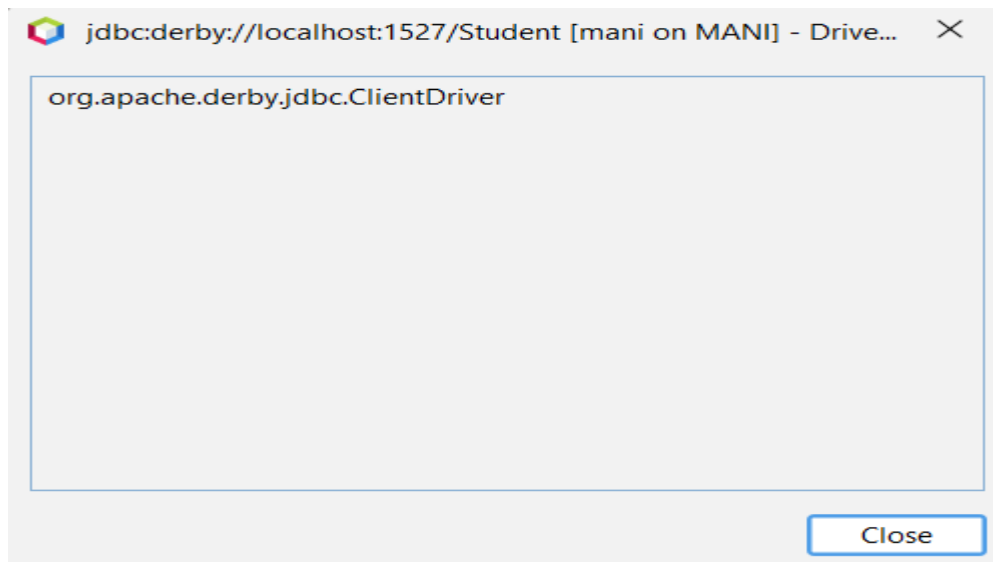 jdbc:derby://localhost:1527/Student [mani on MANI] - Drive...
org.apache.derby.jdbc.ClientDriver
Close